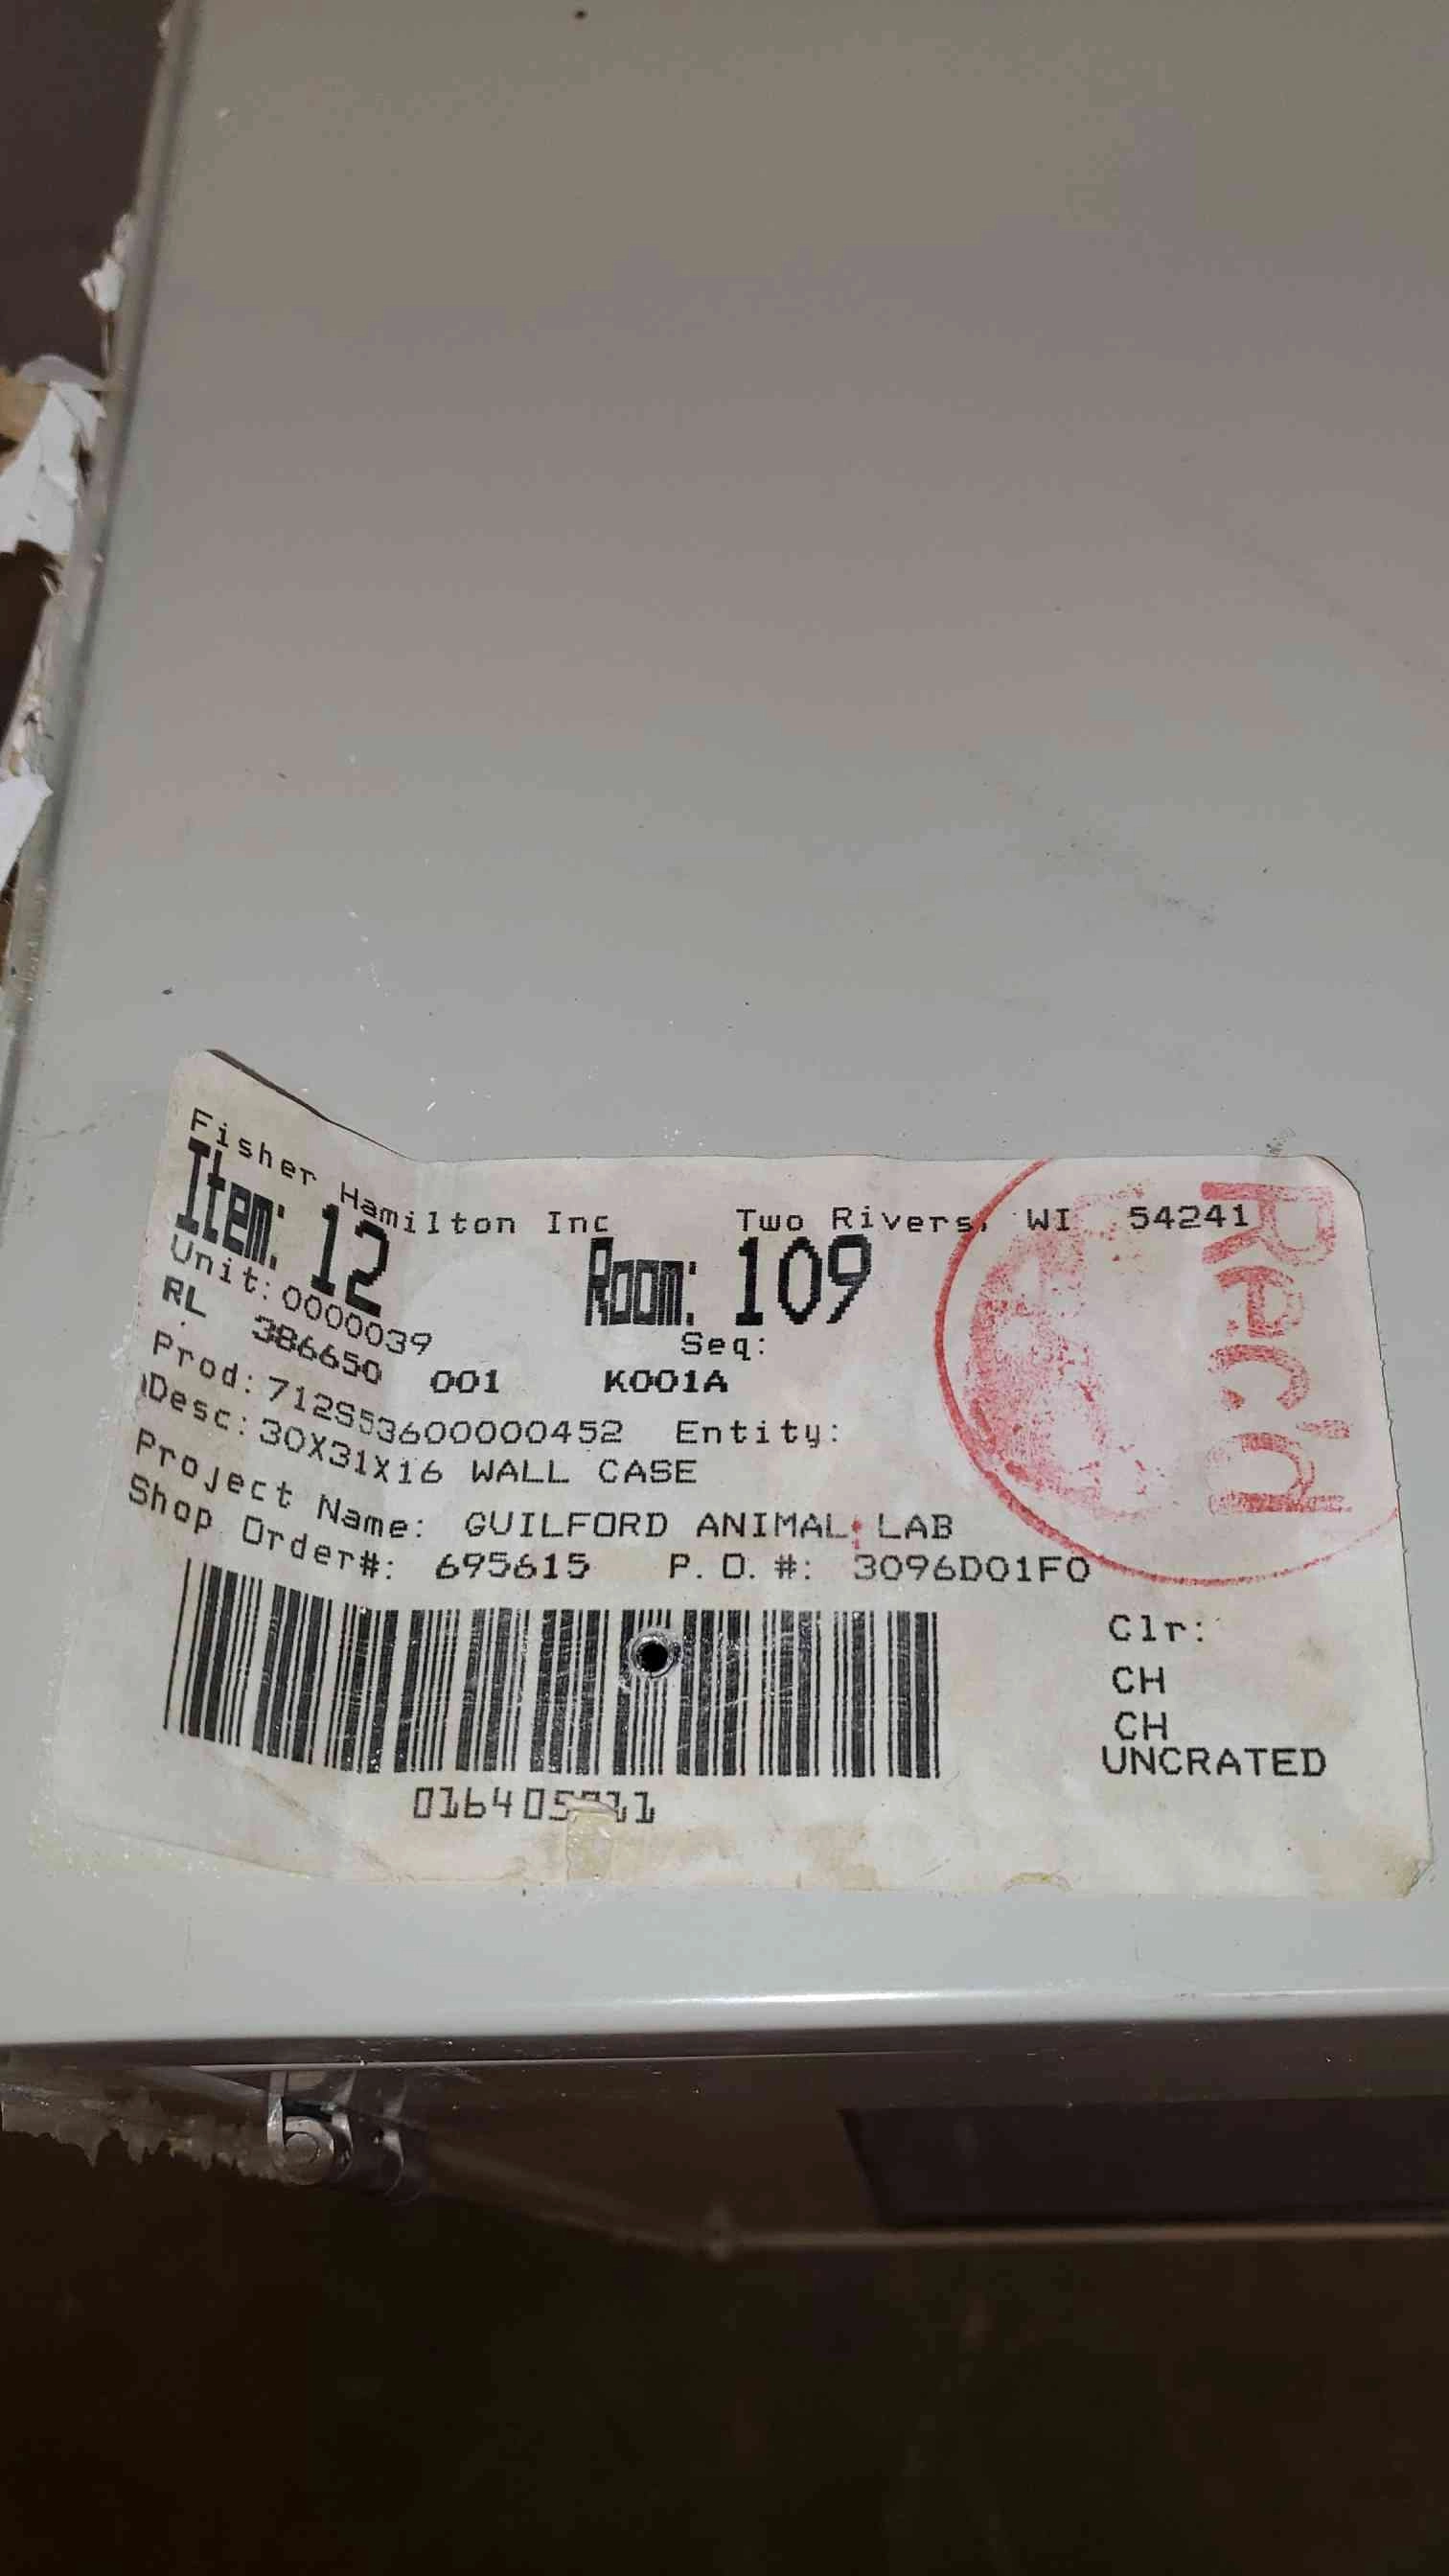 Fisher Hamilton Inc Two Rivers, WI 54241
Item: 12 Room: 109
Unit:0000039 Seq:
RL 386650 001 K001A
Prod:712S53600000452 Entity:
Desc:30X31X16 WALL CASE
Project Name: GUILFORD ANIMAL LAB
Shop Order#: 695615 P.O.#: 3096D01F0
Clr:
CH
CH
UNCRATED
Rec'd